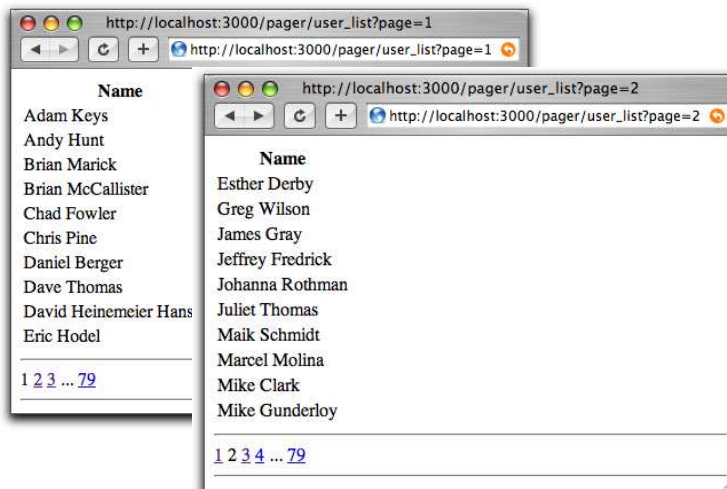 http://localhost:3000/pager/user_list?page=1
http://localhost:3000/pager/user_list?page=1
Name
Adam Keys
Andy Hunt
Brian Marick
Brian McCallister
Chad Fowler
Chris Pine
Daniel Berger
Dave Thomas
David Heinemeier Hans
Eric Hodel
1 2 3 ... 79
http://localhost:3000/pager/user_list?page=2
http://localhost:3000/pager/user_list?page=2
Name
Esther Derby
Greg Wilson
James Gray
Jeffrey Fredrick
Johanna Rothman
Juliet Thomas
Maik Schmidt
Marcel Molina
Mike Clark
Mike Gunderloy
1 2 3 4 ... 79